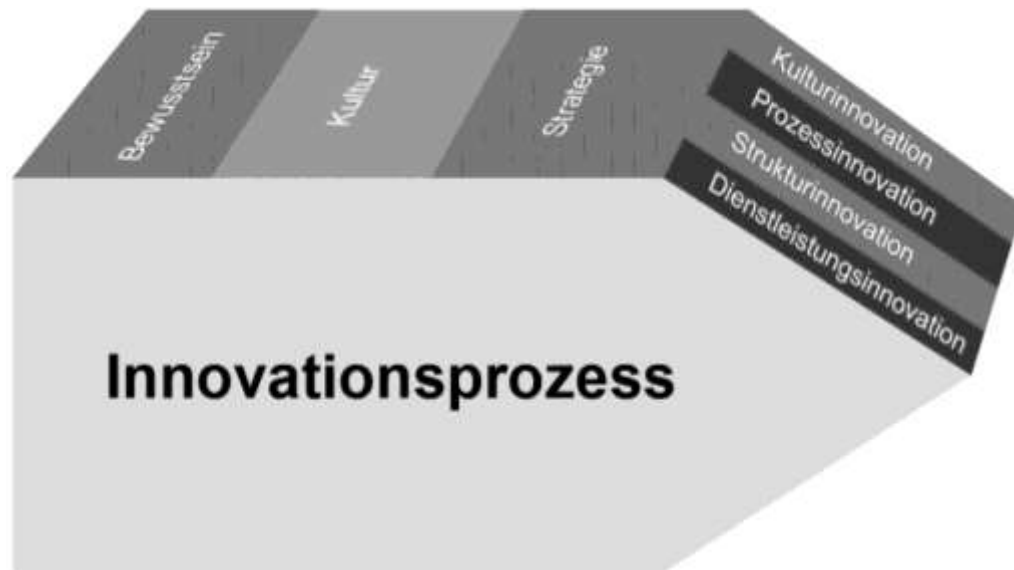 Bewusstsein
Kultur
Strategie
Kulturinnovation
Prozessinnovation
Strukturinnovation
Dienstleistungsinnovation
Innovationsprozess